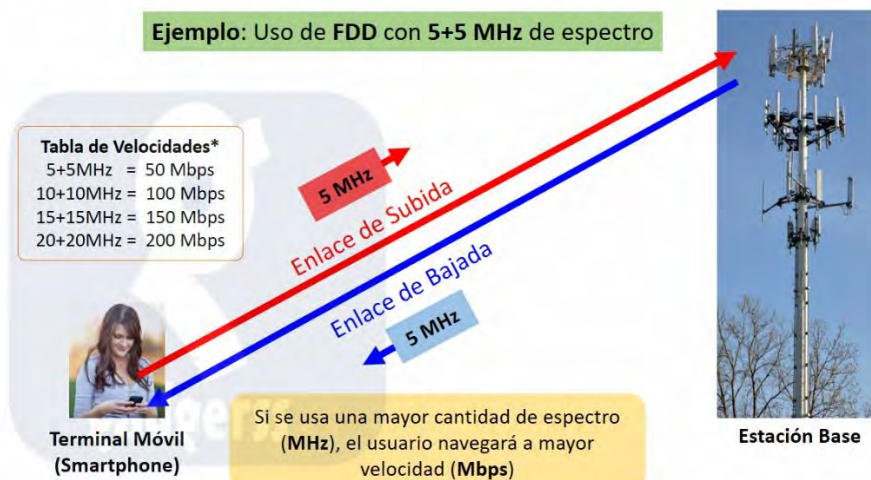 Ejemplo: Uso de FDD con 5+5 MHz de espectro
Tabla de Velocidades*
5+5MHz = 50 Mbps
10+10MHz = 100 Mbps
15+15MHz = 150 Mbps
20+20MHz = 200 Mbps
5 MHz
Enlace de Subida
Enlace de Bajada
5 MHz
Terminal Móvil
(Smartphone)
Si se usa una mayor cantidad de espectro
(MHz), el usuario navegará a mayor
velocidad (Mbps)
Estación Base